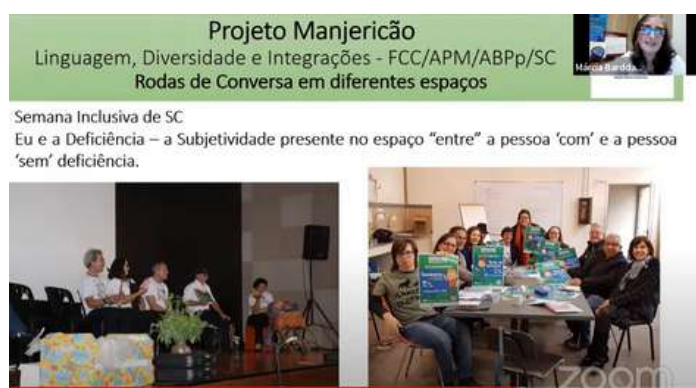 Projeto Manjericão
Linguagem, Diversidade e Integrações - FCC/APM/ABPp/SC
Rodas de Conversa em diferentes espaços
Márcia Bardda...
Semana Inclusiva de SC
Eu e a Deficiência – a Subjetividade presente no espaço "entre" a pessoa 'com' e a pessoa
'sem' deficiência.
zoom